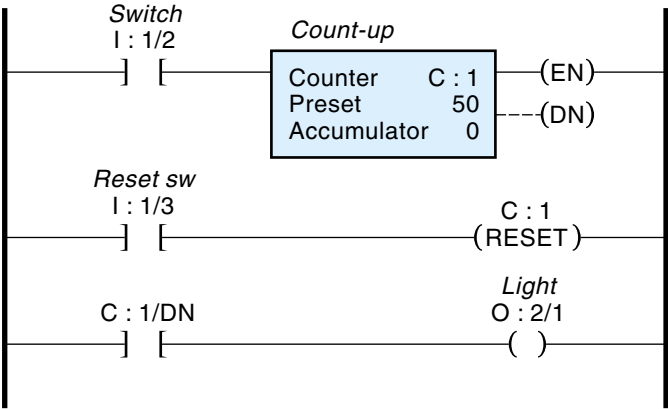 Switch
I : 1/2
Count-up
Counter C : 1
Preset 50
Accumulator 0
(EN)
(DN)
Reset sw
I : 1/3
C : 1
(RESET)
C : 1/DN
Light
O : 2/1